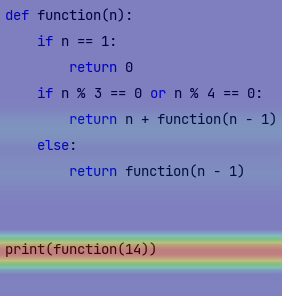 def function(n):
    if n == 1:
        return 0
    if n % 3 == 0 or n % 4 == 0:
        return n + function(n - 1)
    else:
        return function(n - 1)
print(function(14))